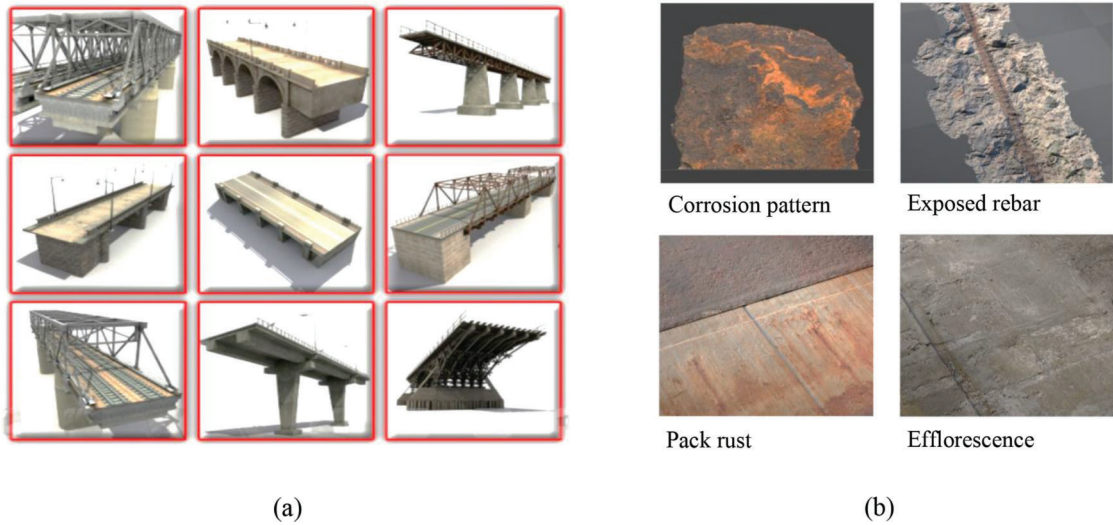 Corrosion pattern
Exposed rebar
Pack rust
Efflorescence
(a)
(b)